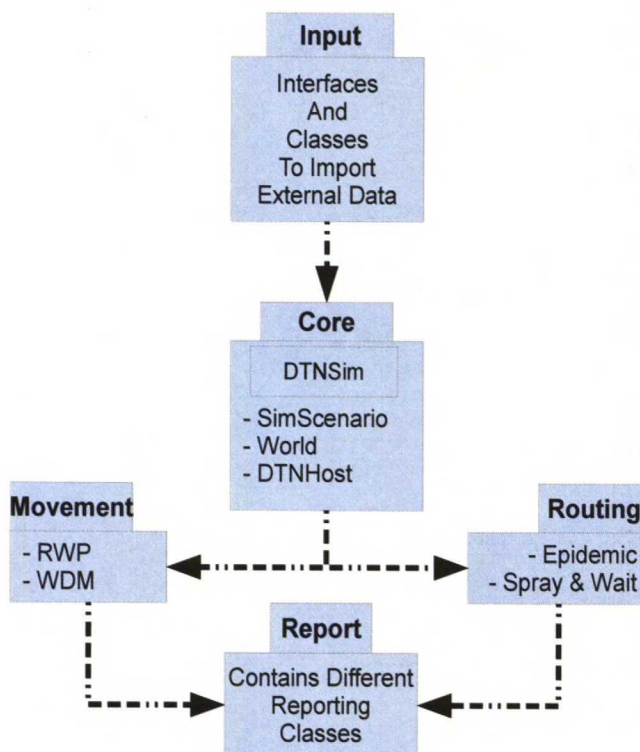 Input
Interfaces
And
Classes
To Import
External Data
Core
DTNSim
- SimScenario
- World
- DTNHost
Movement
- RWP
- WDM
Routing
- Epidemic
- Spray & Wait
Report
Contains Different
Reporting
Classes